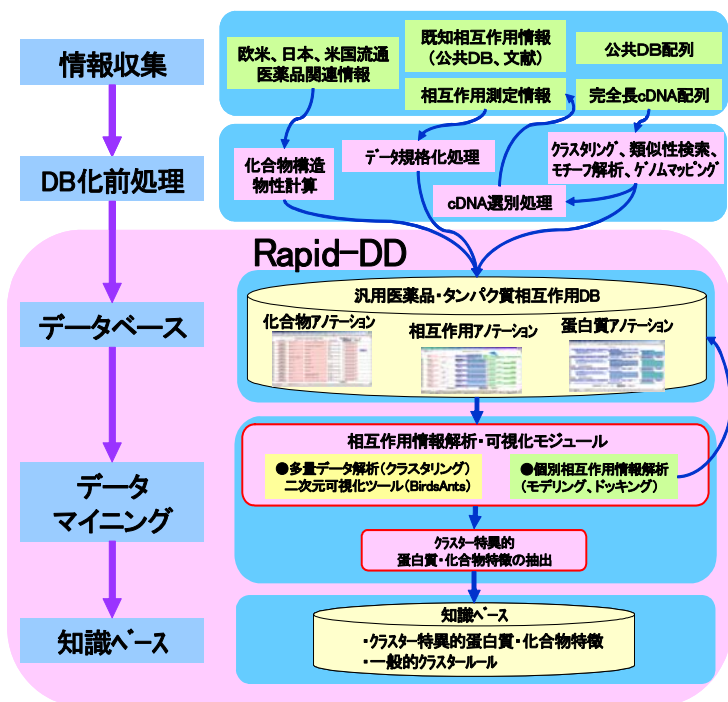 情報収集
欧米、日本、米国流通
医薬品関連情報
既知相互作用情報
(公共DB、文献)
公共DB配列
相互作用測定情報
完全長cDNA配列
DB化前処理
化合物構造
物性計算
データ規格化処理
クラスタリング、類似性検索、
モチーフ解析、ゲノムマッピング
cDNA選別処理
Rapid-DD
データベース
汎用医薬品・タンパク質相互作用DB
化合物アノテーション
相互作用アノテーション
蛋白質アノテーション
データ
マイニング
相互作用情報解析・可視化モジュール
●多量データ解析(クラスタリング)
二次元可視化ツール(BirdsAnts)
●個別相互作用情報解析
(モデリング、ドッキング)
クラスター特異的
蛋白質・化合物特徴の抽出
知識ベース
知識ベース
・クラスター特異的蛋白質・化合物特徴
・一般的クラスタールール